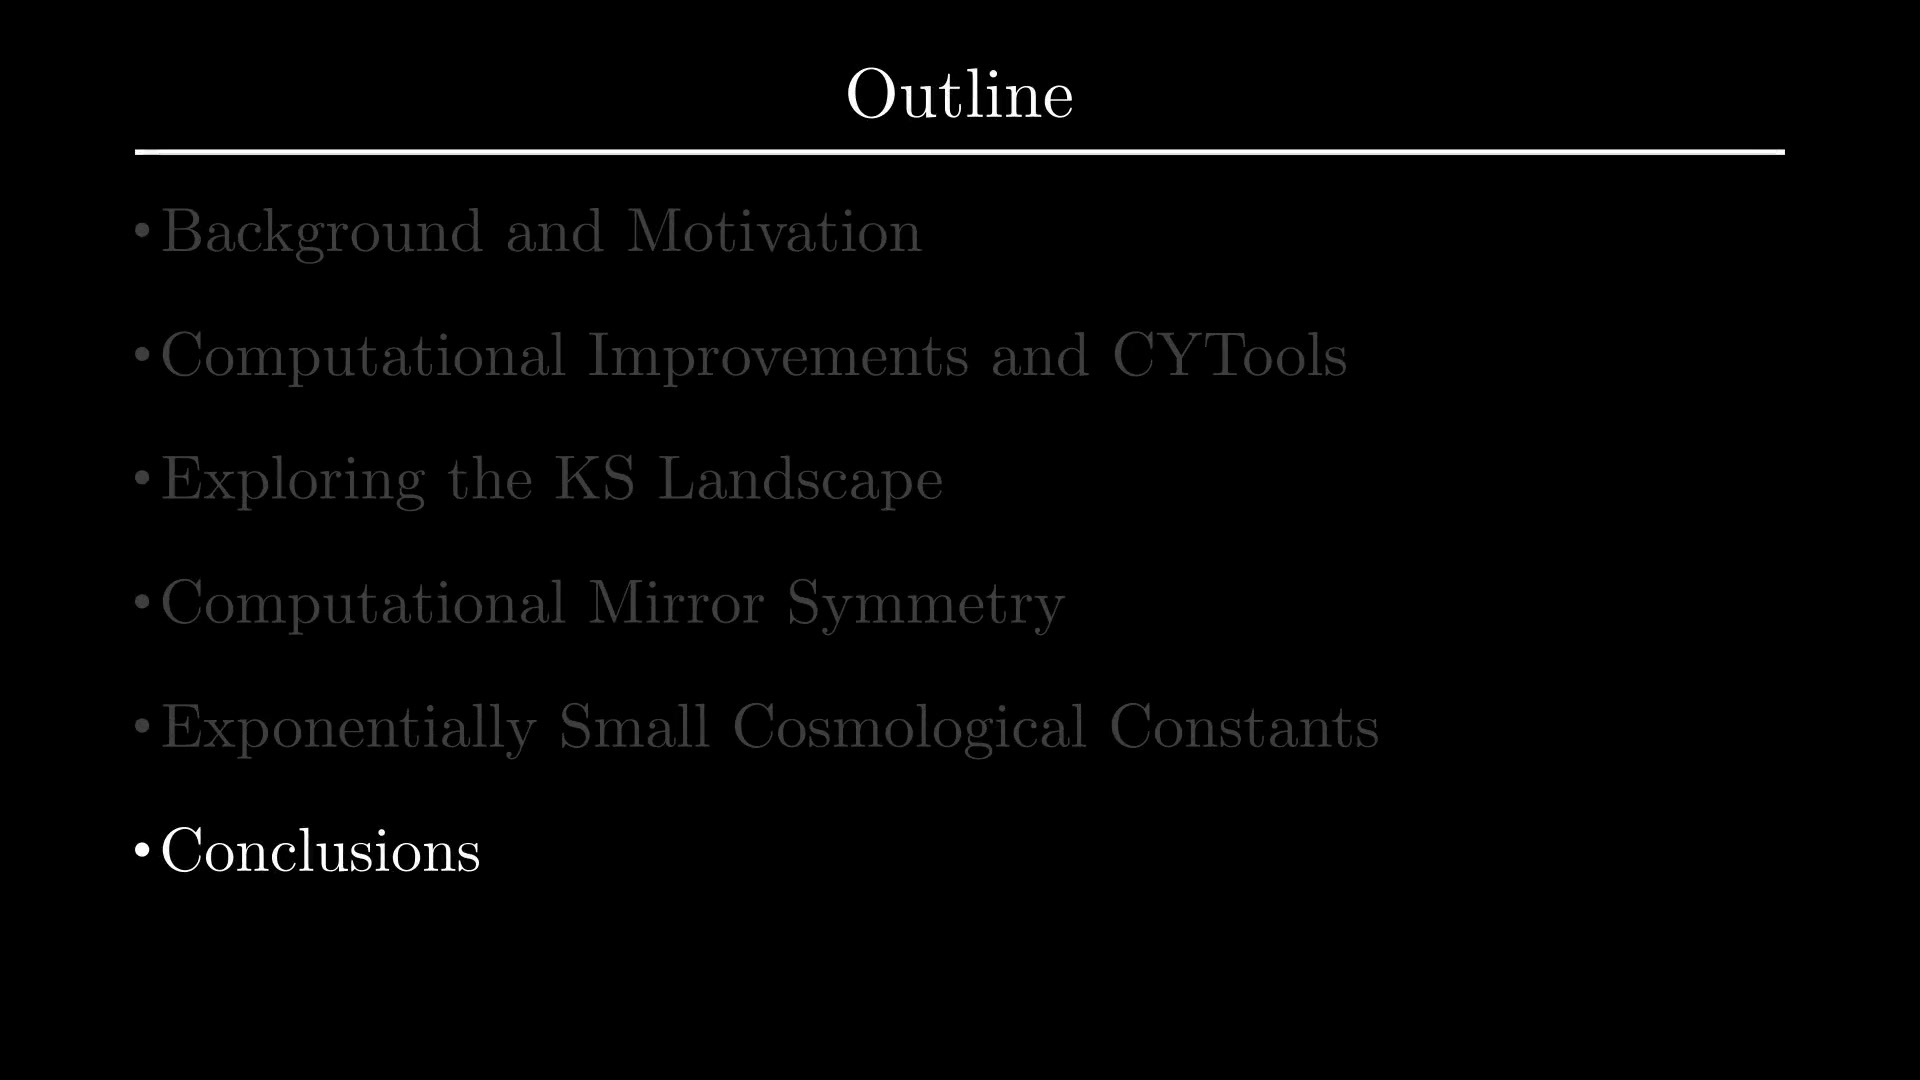 Outline
• Background and Motivation
• Computational Improvements and CYTools
• Exploring the KS Landscape
• Computational Mirror Symmetry
• Exponentially Small Cosmological Constants
• Conclusions